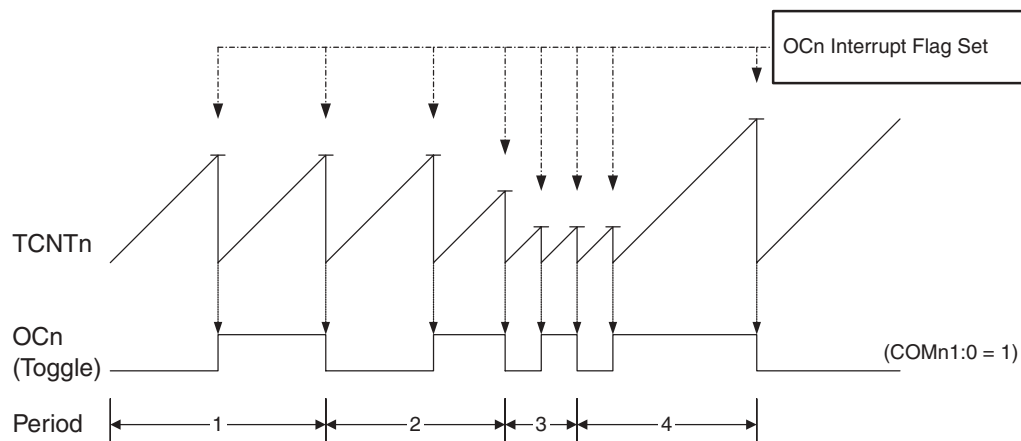 OCn Interrupt Flag Set
TCNTn
OCn
(Toggle)
(COMn1:0 = 1)
Period 1 2 3 4